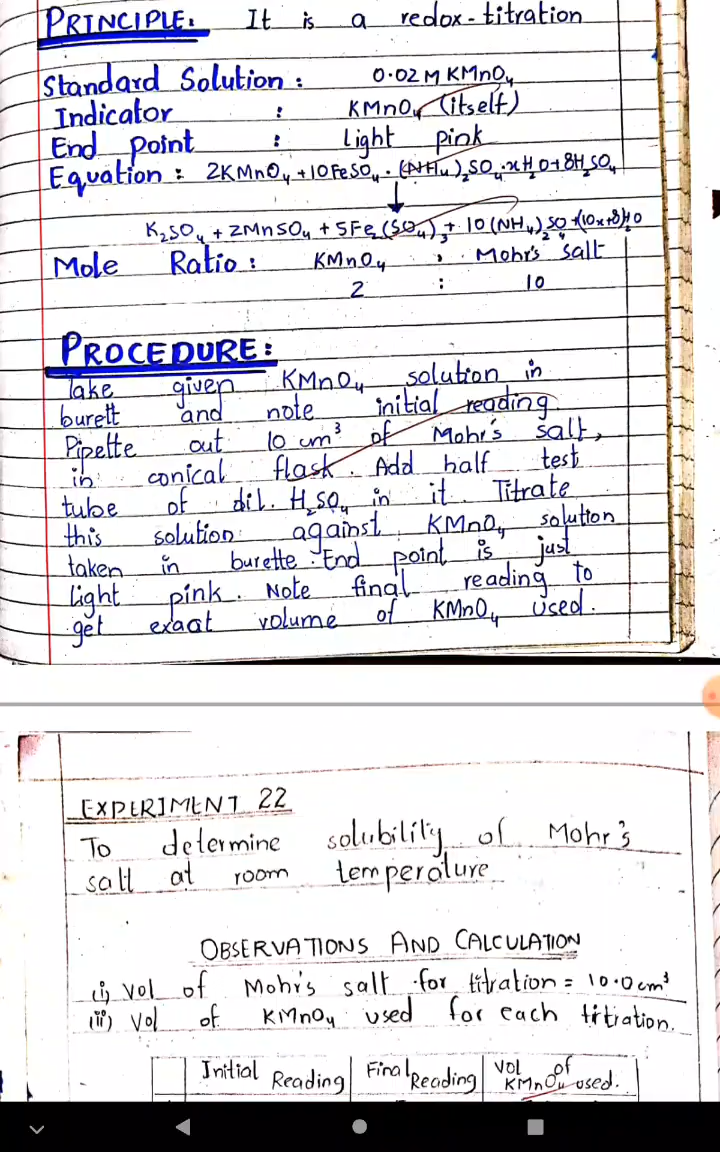 PRINCIPLE: It is a redox-titration
Standard Solution: 0.02 M KMnO₄
Indicator : KMnO₄ (itself)
End Point : Light pink
Equation : 2KMnO₄ + 10FeSO₄.(NH₄)₂SO₄.xH₂O + 8H₂SO₄
↓
K₂SO₄ + 2MnSO₄ + 5Fe₂(SO₄)₃ + 10(NH₄)₂SO₄ + (10x+8)H₂O
Mole Ratio : KMnO₄ , Mohr's salt
2 : 10
PROCEDURE:
Take given KMnO₄ solution in
burett and note initial reading
Pipette out 10 cm³ of Mohr's salt,
in conical flask. Add half test
tube of dil. H₂SO₄ in it. Titrate
this solution against KMnO₄ solution
taken in burette. End point is just
Light pink. Note final reading to
get exaat volume of KMnO₄ used.
EXPERIMENT 22
To determine solubility of Mohr's
salt at room temperature
OBSERVATIONS AND CALCULATION
(i) Vol of Mohr's salt for titration = 10.0 cm³
(ii) Vol of KMnO₄ used for each titration.
Initial Reading Final Reading Vol of KMnO₄ used.